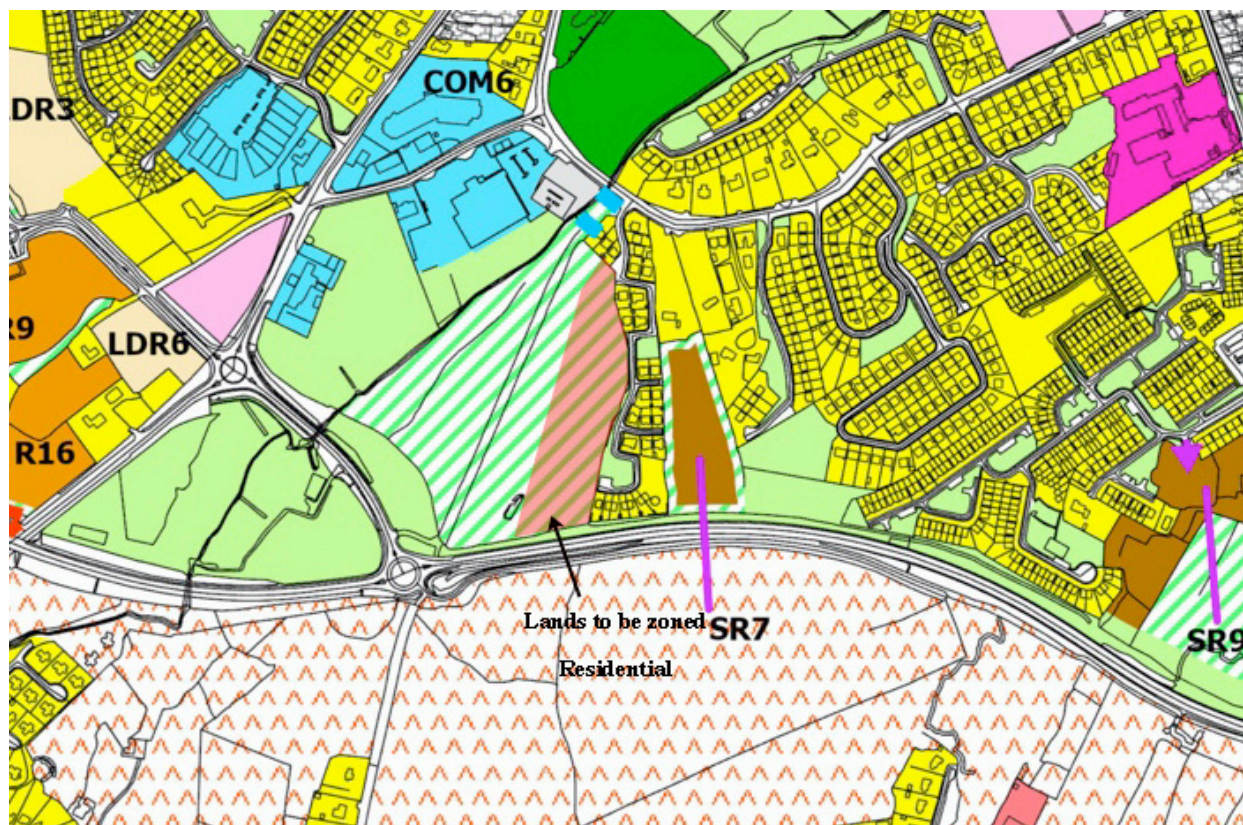 COM6
DR3
LDR6
R9
R16
Lands to be zoned
Residential
SR7
SR9